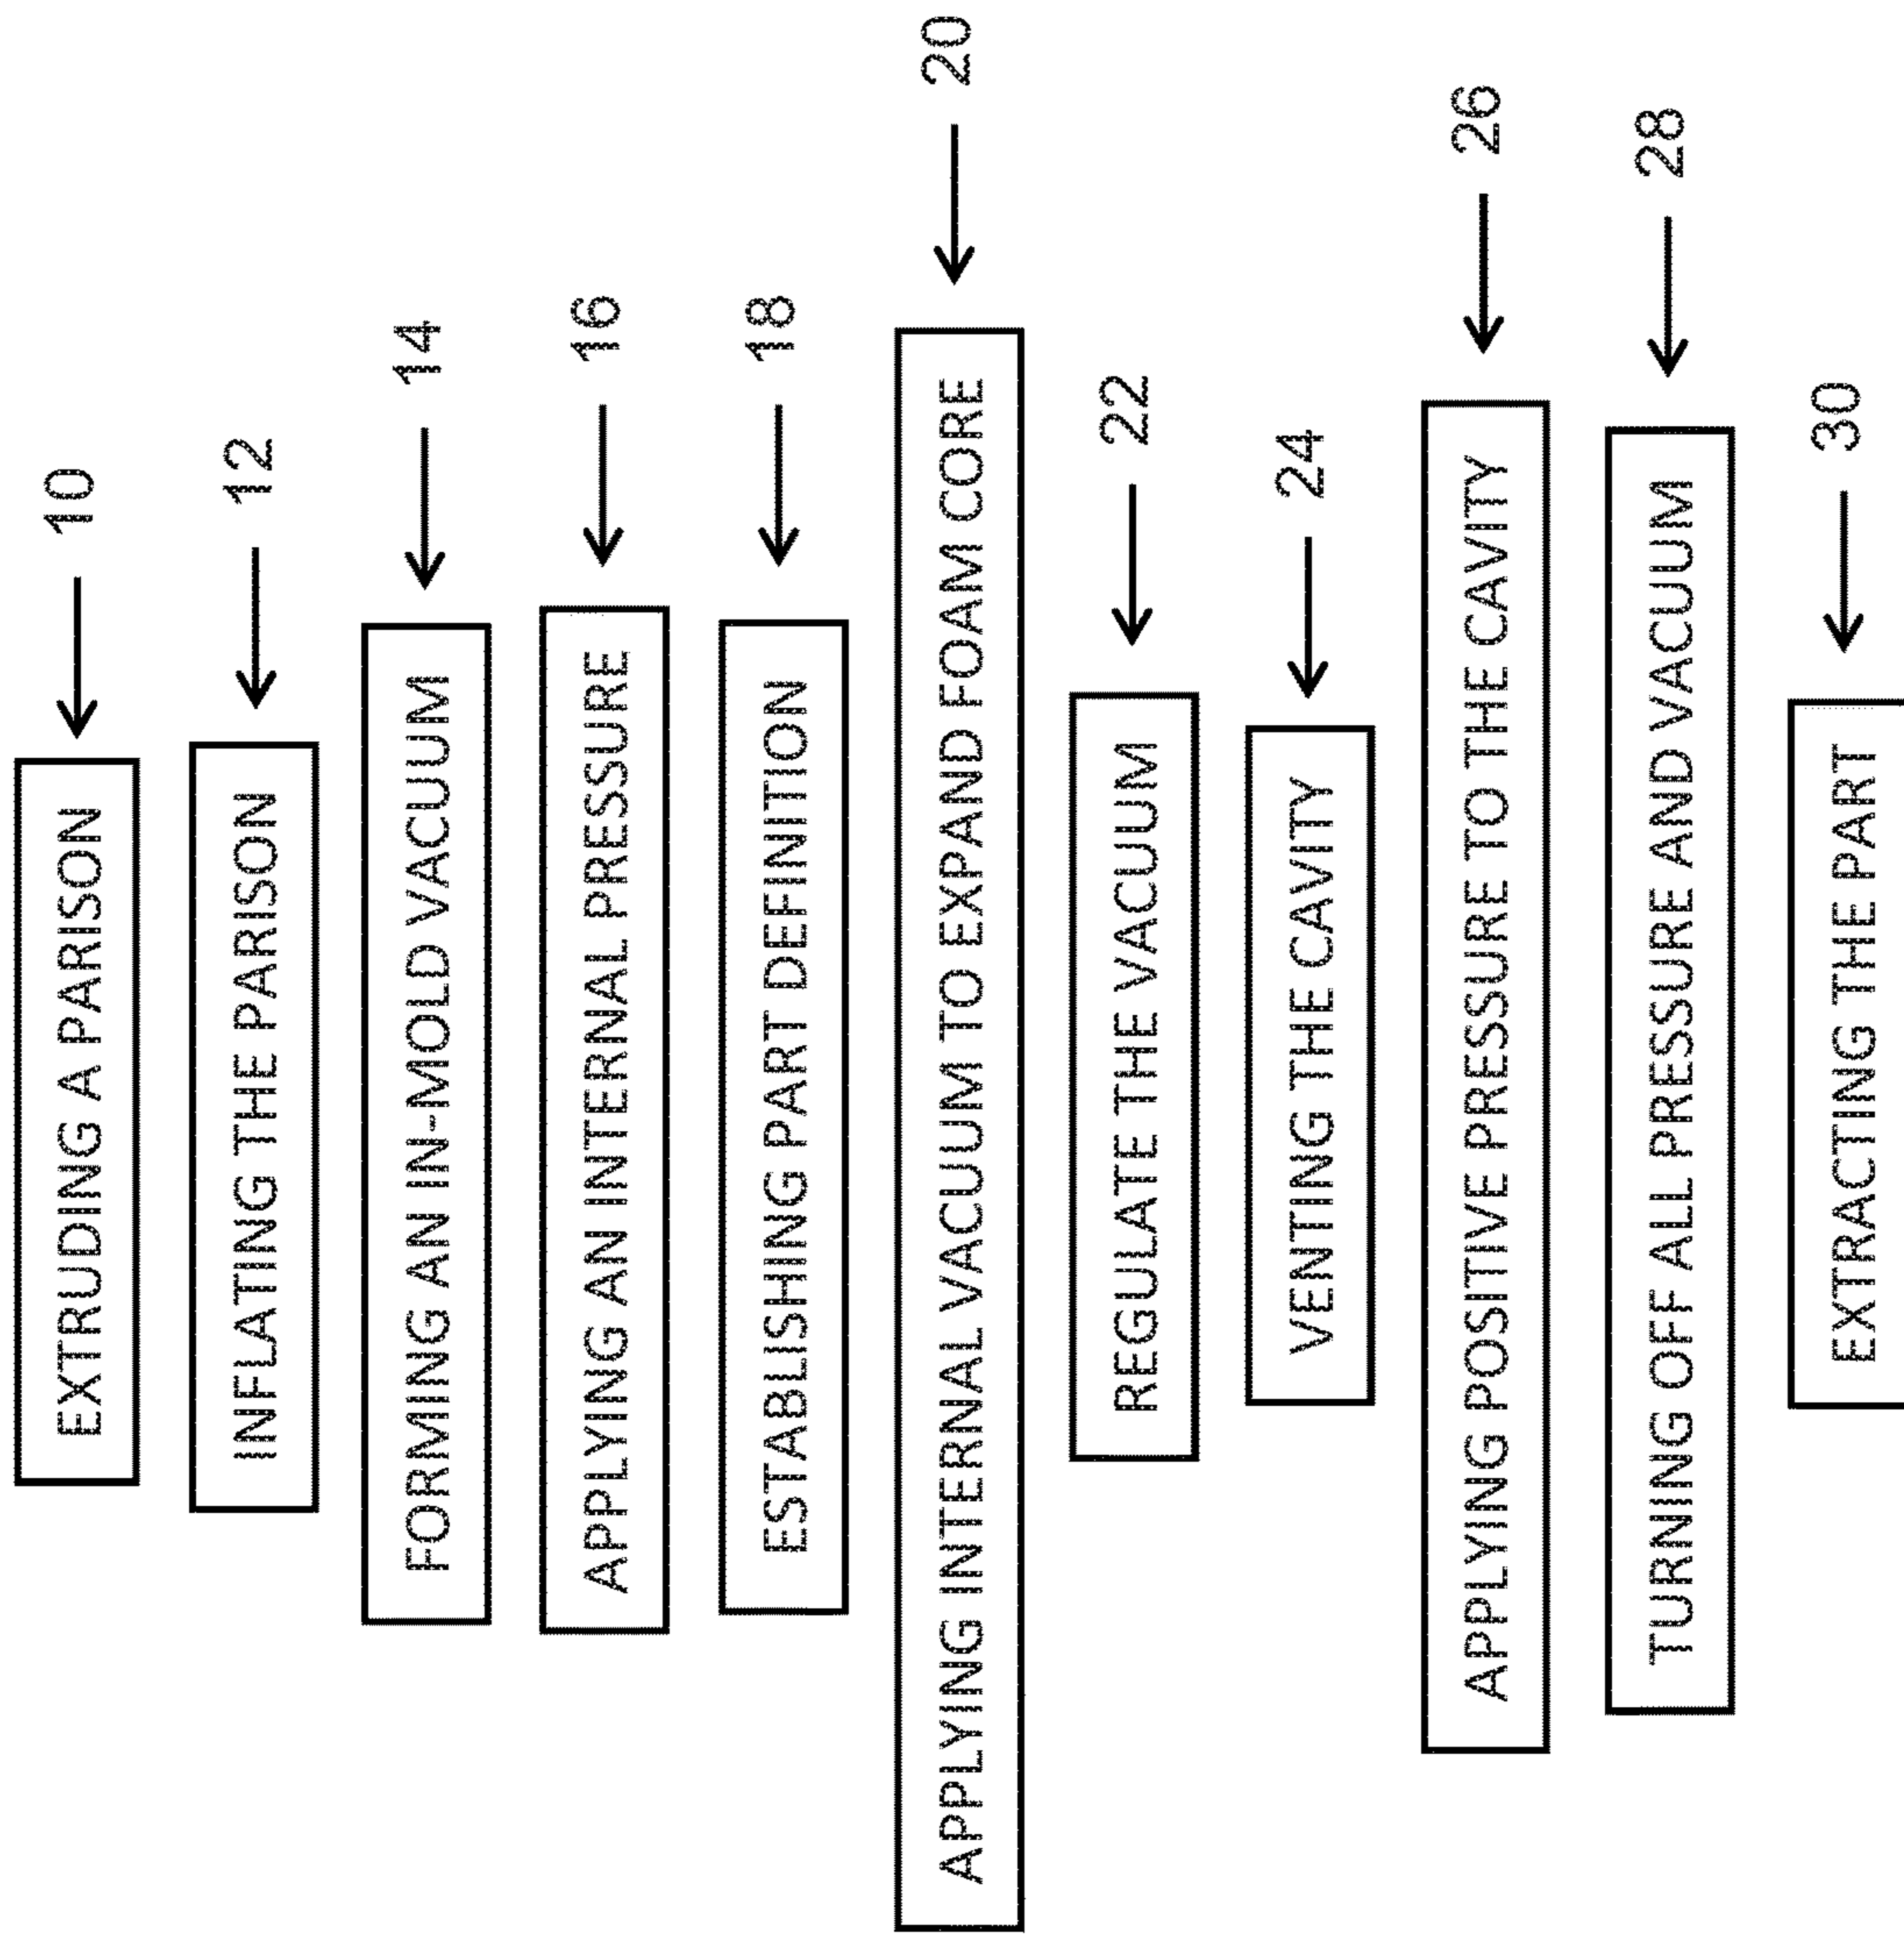 EXTRUDING A PARISON 10
INFLATING THE PARISON 12
FORMING AN IN-MOLD VACUUM 14
APPLYING AN INTERNAL PRESSURE 16
ESTABLISHING PART DEFINITION 18
APPLYING INTERNAL VACUUM TO EXPAND FOAM CORE 20
REGULATE THE VACUUM 22
VENTING THE CAVITY 24
APPLYING POSITIVE PRESSURE TO THE CAVITY 26
TURNING OFF ALL PRESSURE AND VACUUM 28
EXTRACTING THE PART 30